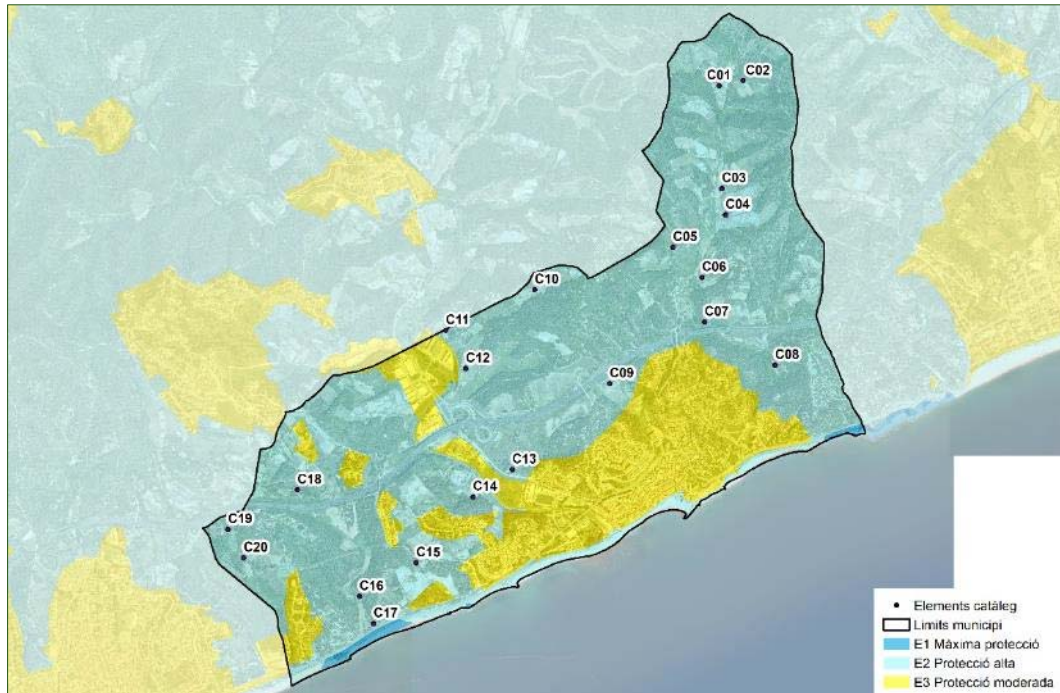 C01
C02
C03
C04
C05
C06
C07
C08
C09
C10
C11
C12
C13
C14
C15
C16
C17
C18
C19
C20
Elements catàleg
Límits municipi
E1 Màxima protecció
E2 Protecció alta
E3 Protecció moderada